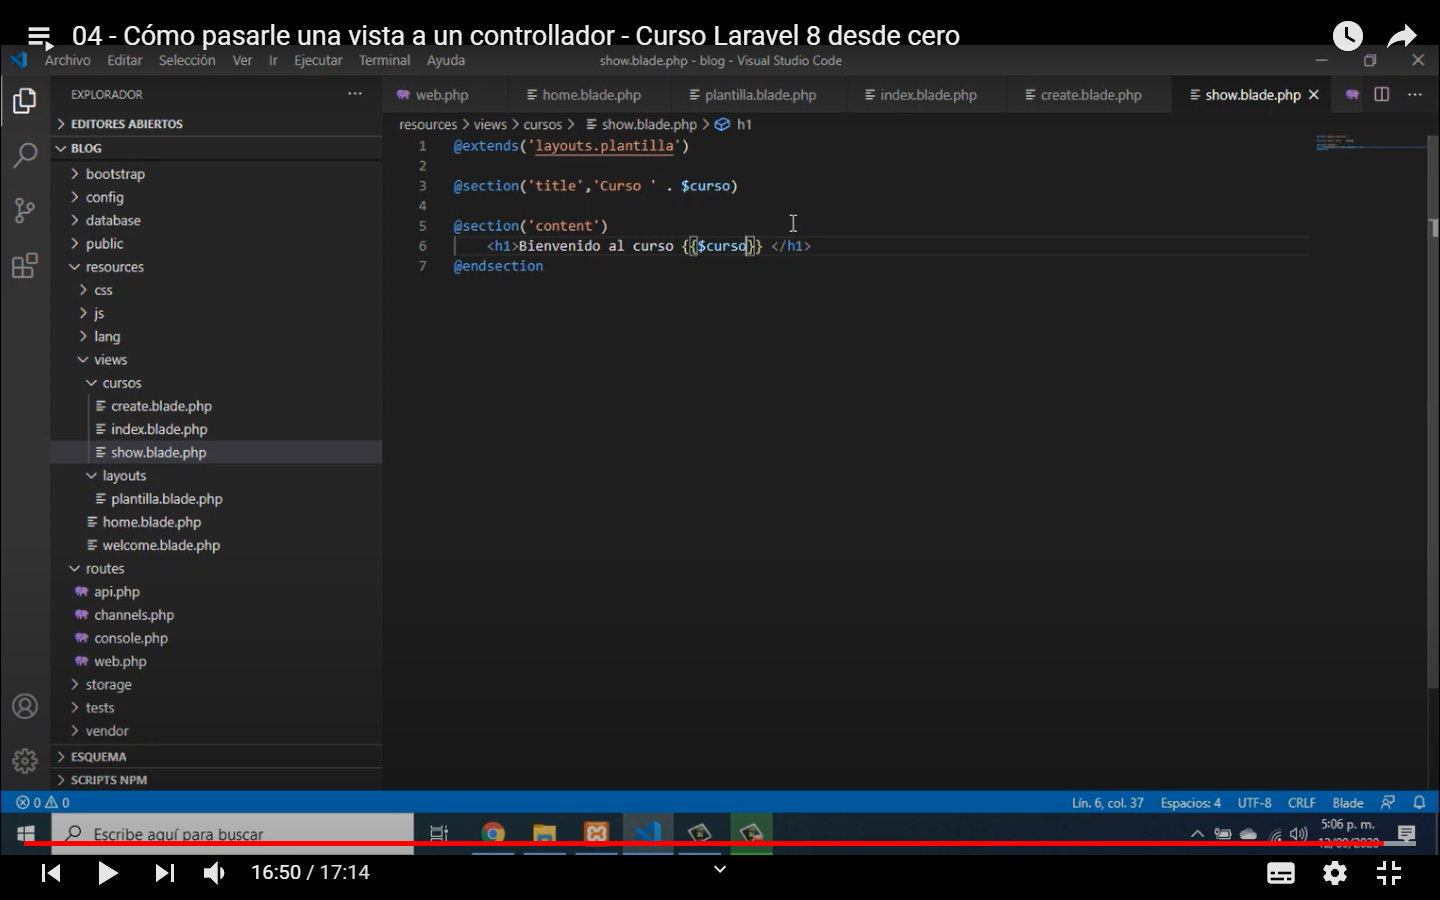 04 - Cómo pasarle una vista a un controllador - Curso Laravel 8 desde cero
Archivo Editar Selección Ver Ir Ejecutar Terminal Ayuda
show.blade.php - blog - Visual Studio Code
EXPLORADOR
web.php
home.blade.php
plantilla.blade.php
index.blade.php
create.blade.php
show.blade.php
EDITORES ABIERTOS
resources > views > cursos > show.blade.php > h1
BLOG
bootstrap
config
database
public
resources
css
js
lang
views
cursos
create.blade.php
index.blade.php
show.blade.php
layouts
plantilla.blade.php
home.blade.php
welcome.blade.php
routes
api.php
channels.php
console.php
web.php
storage
tests
vendor
ESQUEMA
SCRIPTS NPM
1 @extends('layouts.plantilla')
2
3 @section('title','Curso ' . $curso)
4
5 @section('content')
6 <h1>Bienvenido al curso {{$curso}} </h1>
7 @endsection
0 0
Lín. 6, col. 37 Espacios: 4 UTF-8 CRLF Blade
Escribe aquí para buscar
5:06 p. m.
16:50 / 17:14